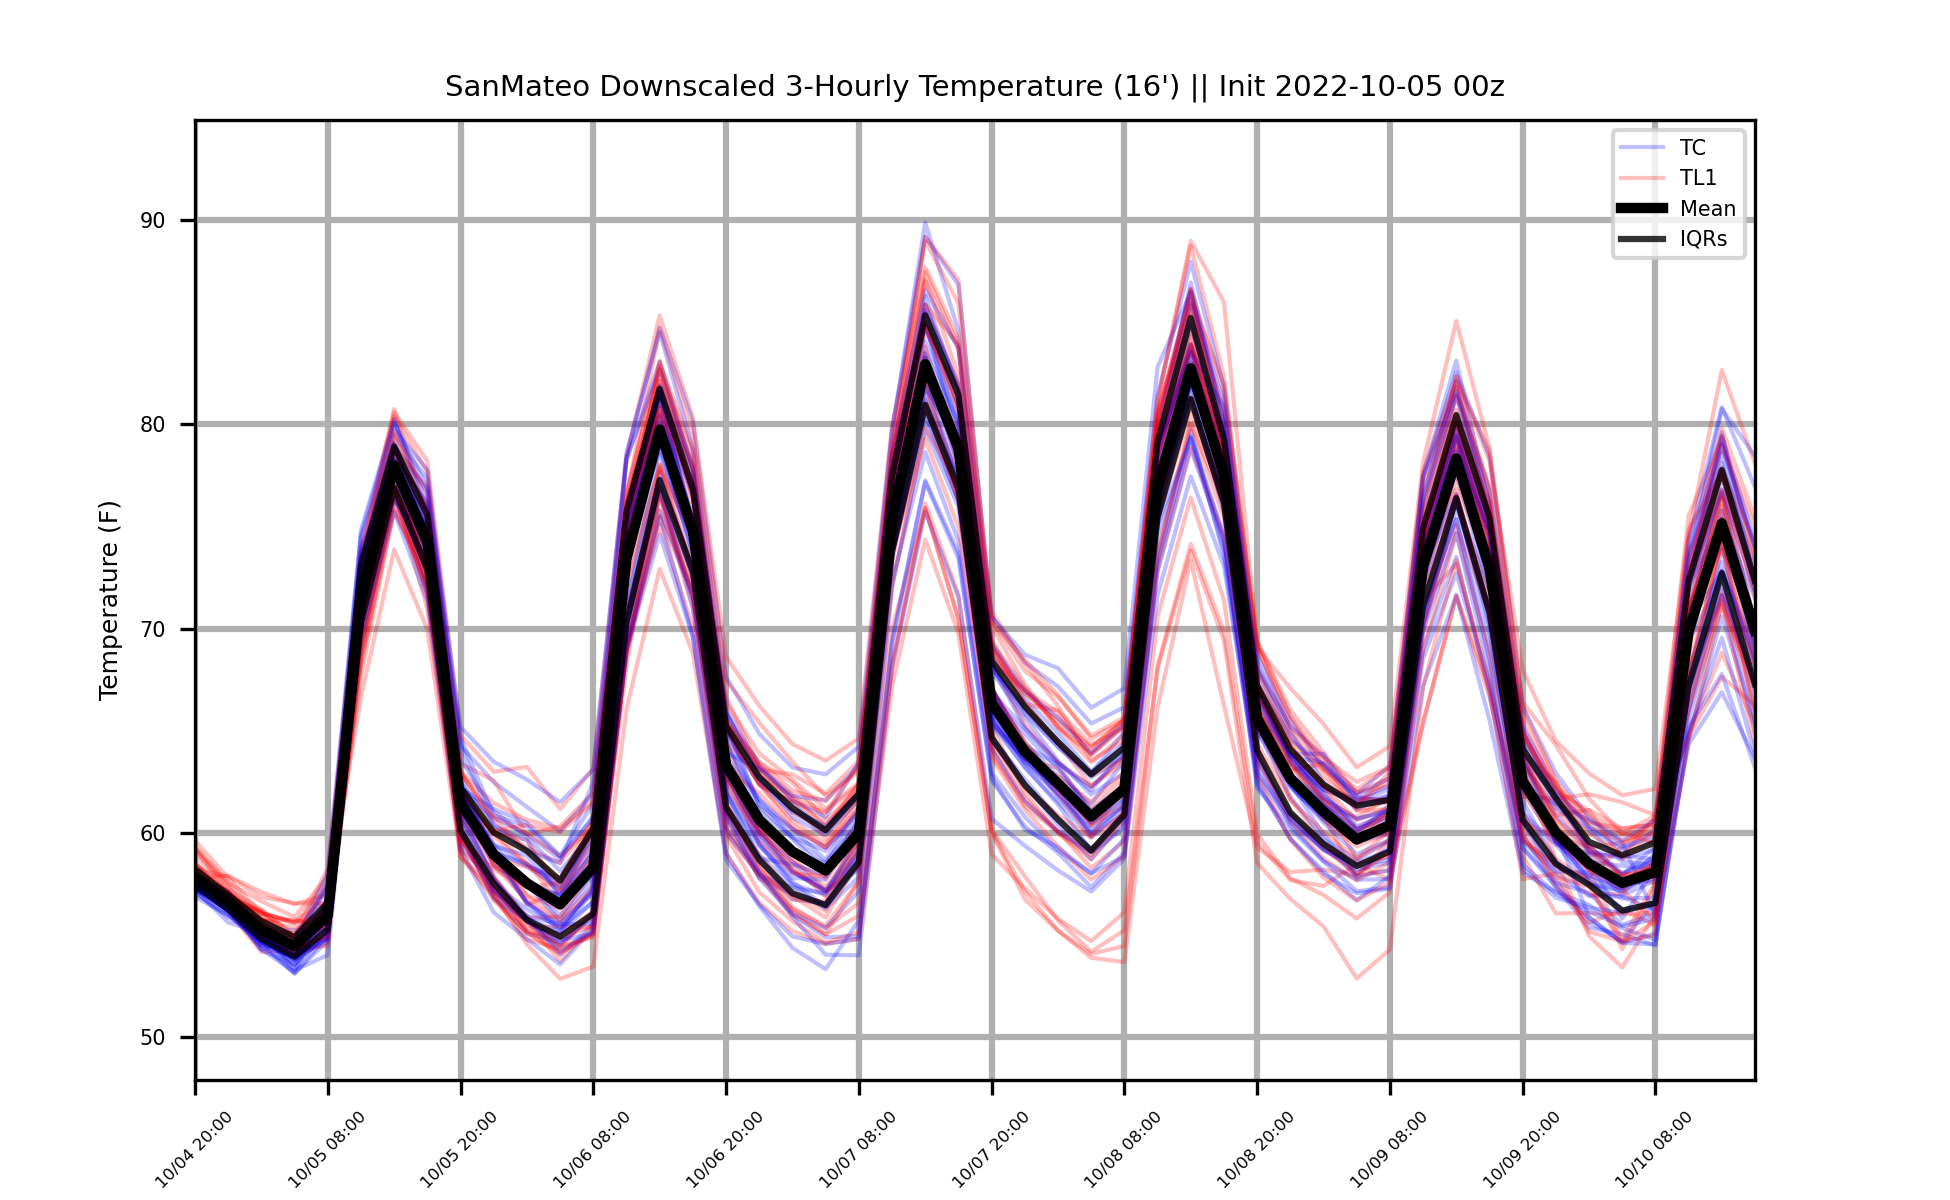 SanMateo Downscaled 3-Hourly Temperature (16') || Init 2022-10-05 00z
TC
TL1
Mean
IQRs
Temperature (F)
90
80
70
60
50
10/04 20:00
10/05 08:00
10/05 20:00
10/06 08:00
10/06 20:00
10/07 08:00
10/07 20:00
10/08 08:00
10/08 20:00
10/09 08:00
10/09 20:00
10/10 08:00